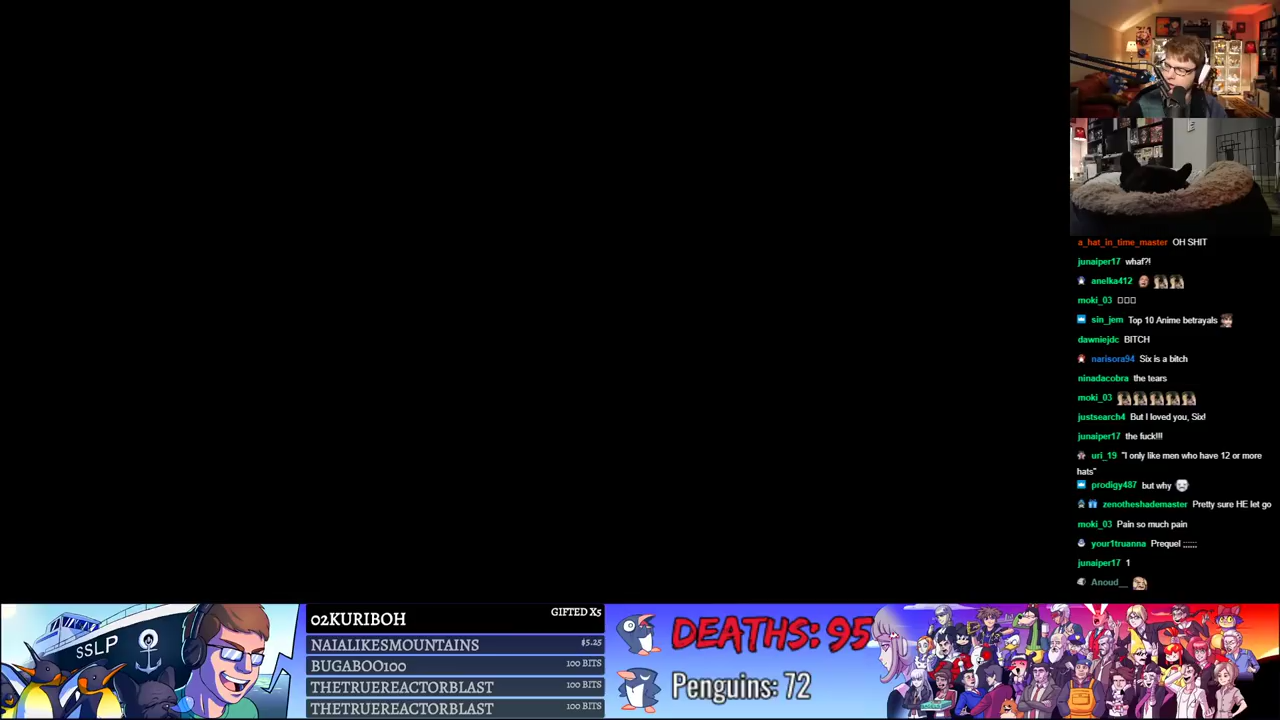 a_hat_in_time_master OH SHIT
junaiper17 whaf?!
anelka412
moki_03 □□□
sin_jem Top 10 Anime betrayals
dawniejdc BITCH
narisora94 Six is a bitch
ninadacobra the tears
moki_03
justsearch4 But I loved you, Six!
junaiper17 the fuck!!!
uri_19 "I only like men who have 12 or more
hats"
prodigy487 but why
zenotheshademaster Pretty sure HE let go
moki_03 Pain so much pain
your1truanna Prequel ;;;;;;
junaiper17 1
Anoud__
SSLP
02KURIBOH GIFTED X5
NAIALIKESMOUNTAINS $5.25
BUGABOO100 100 BITS
THETRUEREACTORBLAST 100 BITS
THETRUEREACTORBLAST 100 BITS
DEATHS: 95
Penguins: 72